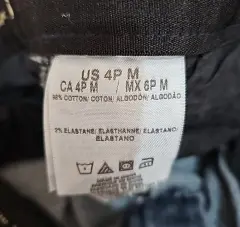 US 4P M
CA 4P M / MX 6P M
98% COTTON/ COTON/ ALGODÓN/ ALGODÃO
2% ELASTANE/ ELASTHANNE/ ELASTANO/
ELASTANO